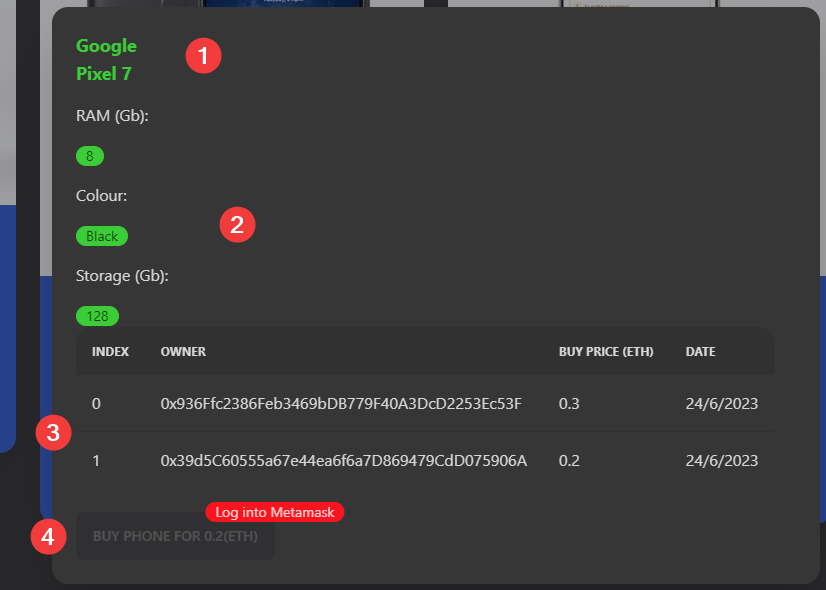 Google
Pixel 7
1
RAM (Gb):
8
Colour:
2
Black
Storage (Gb):
128
INDEX OWNER BUY PRICE (ETH) DATE
0 0x936Ffc2386Feb3469bDB779F40A3DcD2253Ec53F 0.3 24/6/2023
3
1 0x39d5C60555a67e44ea6f6a7D869479CdD075906A 0.2 24/6/2023
Log into Metamask
4
BUY PHONE FOR 0.2(ETH)